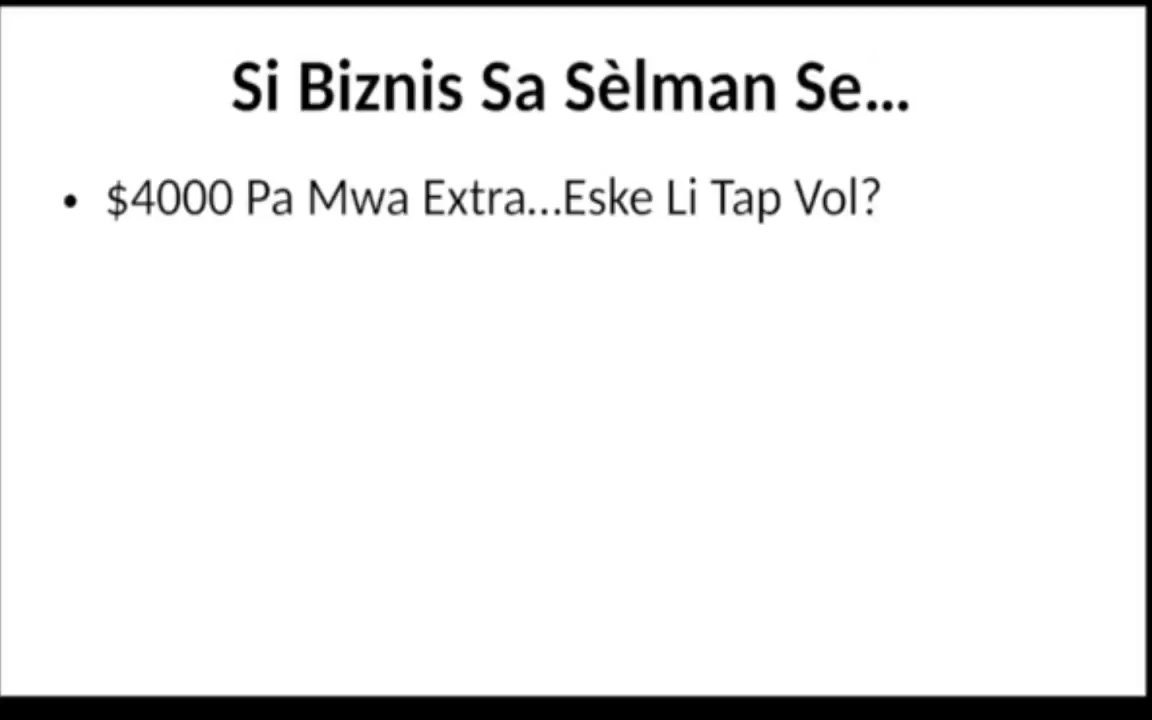 Si Biznis Sa Sèlman Se...
• $4000 Pa Mwa Extra...Eske Li Tap Vol?